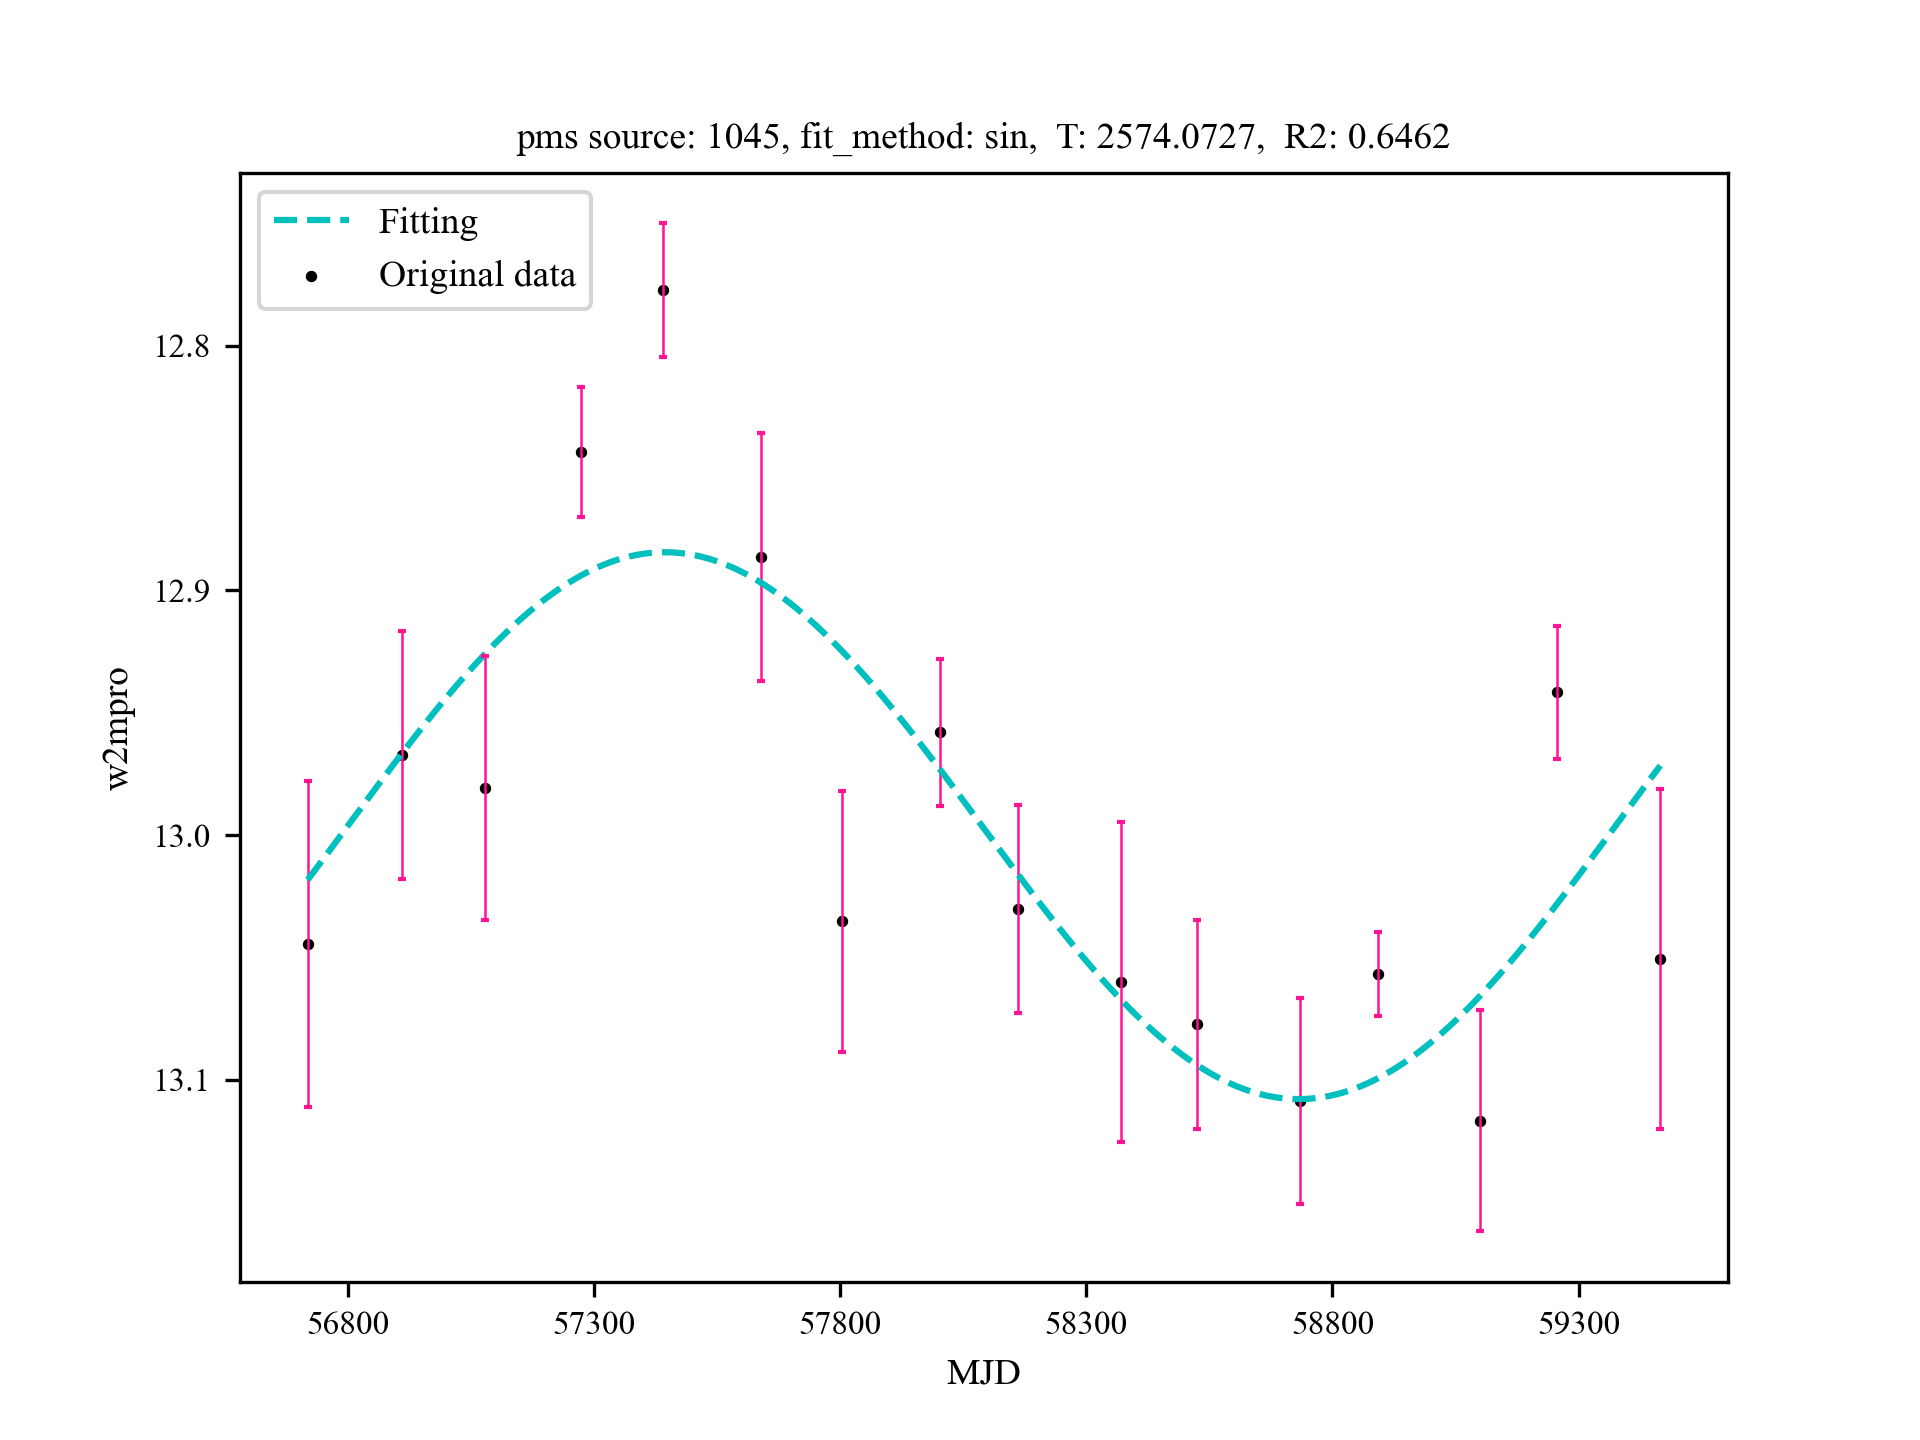 pms source: 1045, fit_method: sin,  T: 2574.0727,  R2: 0.6462
Fitting
Original data
12.8
12.9
13.0
13.1
w2mpro
56800 57300 57800 58300 58800 59300
MJD